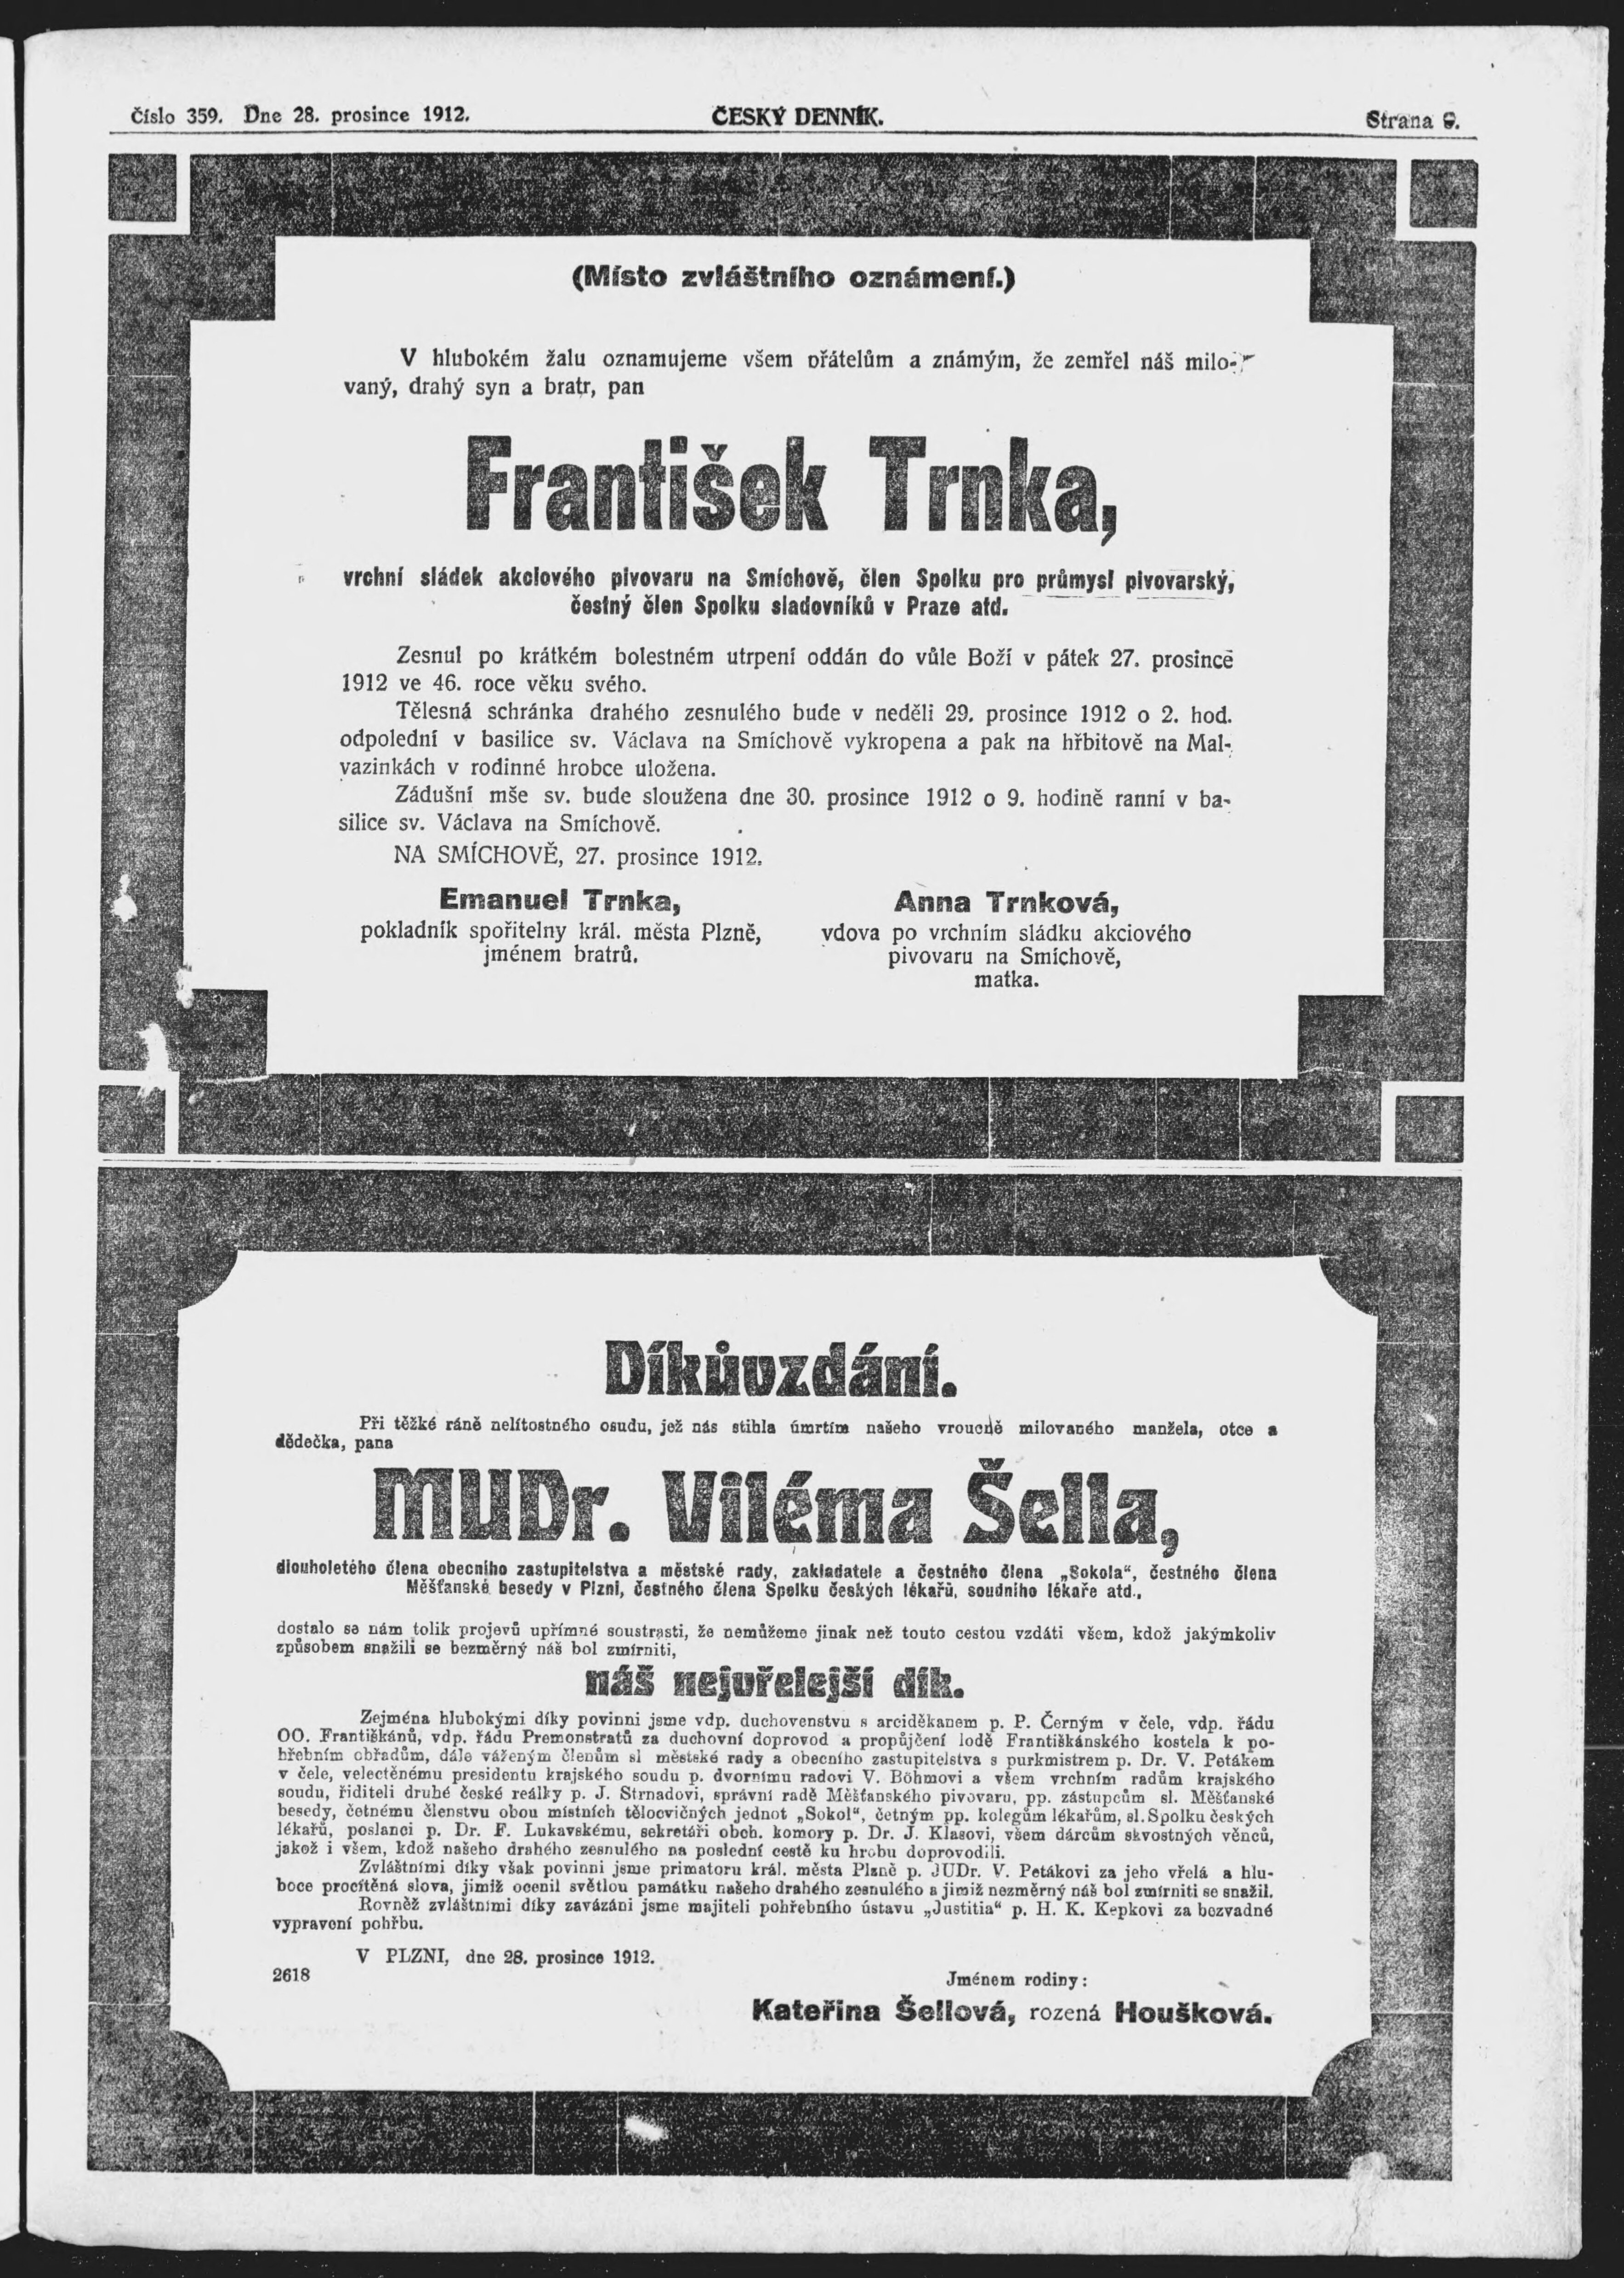 Číslo 359. Dne 28. prosince 1912.
ČESKÝ DENNÍK.
Strana 9.
(Místo zvláštního oznámení.)
V hlubokém žalu oznamujeme všem přátelům a známým, že zemřel náš milo-
vaný, drahý syn a bratr, pan
František Trnka,
vrchní sládek akciového pivovaru na Smíchově, člen Spolku pro průmysl pivovarský,
čestný člen Spolku sladovníků v Praze atd.
Zesnul po krátkém bolestném utrpení oddán do vůle Boží v pátek 27. prosince
1912 ve 46. roce věku svého.
Tělesná schránka drahého zesnulého bude v neděli 29. prosince 1912 o 2. hod.
odpolední v basilice sv. Václava na Smíchově vykropena a pak na hřbitově na Mal-
vazinkách v rodinné hrobce uložena.
Zádušní mše sv. bude sloužena dne 30. prosince 1912 o 9. hodině ranní v ba-
silice sv. Václava na Smíchově.
NA SMÍCHOVĚ, 27. prosince 1912.
Emanuel Trnka,
pokladník spořitelny král. města Plzně,
jménem bratrů.
Anna Trnková,
vdova po vrchním sládku akciového
pivovaru na Smíchově,
matka.
Díkůvzdání.
Při těžké ráně nelítostného osudu, jež nás stihla úmrtím našeho vroucně milovaného manžela, otce a
dědečka, pana
MUDr. Viléma Šella,
dlouholetého člena obecního zastupitelstva a městské rady, zakladatele a čestného člena „Sokola“, čestného člena
Měšťanské besedy v Plzni, čestného člena Spolku českých lékařů, soudního lékaře atd.,
dostalo se nám tolik projevů upřímné soustrasti, že nemůžeme jinak než touto cestou vzdáti všem, kdož jakýmkoliv
způsobem snažili se bezměrný náš bol zmírniti,
náš nejvřelejší dík.
Zejména hlubokými díky povinni jsme vdp. duchovenstvu s arciděkanem p. P. Černým v čele, vdp. řádu
OO. Františkánů, vdp. řádu Premonstratů za duchovní doprovod a propůjčení lodě Františkánského kostela k po-
hřebním obřadům, dále váženým členům sl městské rady a obecního zastupitelstva s purkmistrem p. Dr. V. Petákem
v čele, velectěnému presidentu krajského soudu p. dvornímu radovi V. Böhmovi a všem vrchním radům krajského
soudu, řiditeli druhé české reálky p. J. Strnadovi, správní radě Měšťanského pivovaru, pp. zástupcům sl. Měšťanské
besedy, četnému členstvu obou místních tělocvičných jednot „Sokol“, četným pp. kolegům lékařům, sl. Spolku českých
lékařů, poslanci p. Dr. F. Lukavskému, sekretáři obch. komory p. Dr. J. Klasovi, všem dárcům skvostných věnců,
jakož i všem, kdož našeho drahého zesnulého na poslední cestě ku hrobu doprovodili.
Zvláštními díky však povinni jsme primatoru král. města Plzně p. JUDr. V. Petákovi za jeho vřelá a hlu-
boce procítěná slova, jimiž ocenil světlou památku našeho drahého zesnulého a jimiž nezměrný náš bol zmírniti se snažil.
Rovněž zvláštními díky zavázáni jsme majiteli pohřebního ústavu „Justitia“ p. H. K. Kepkovi za bezvadné
vypravení pohřbu.
V PLZNI, dne 28. prosince 1912.
2618
Jménem rodiny:
Kateřina Šellová, rozená Houšková.